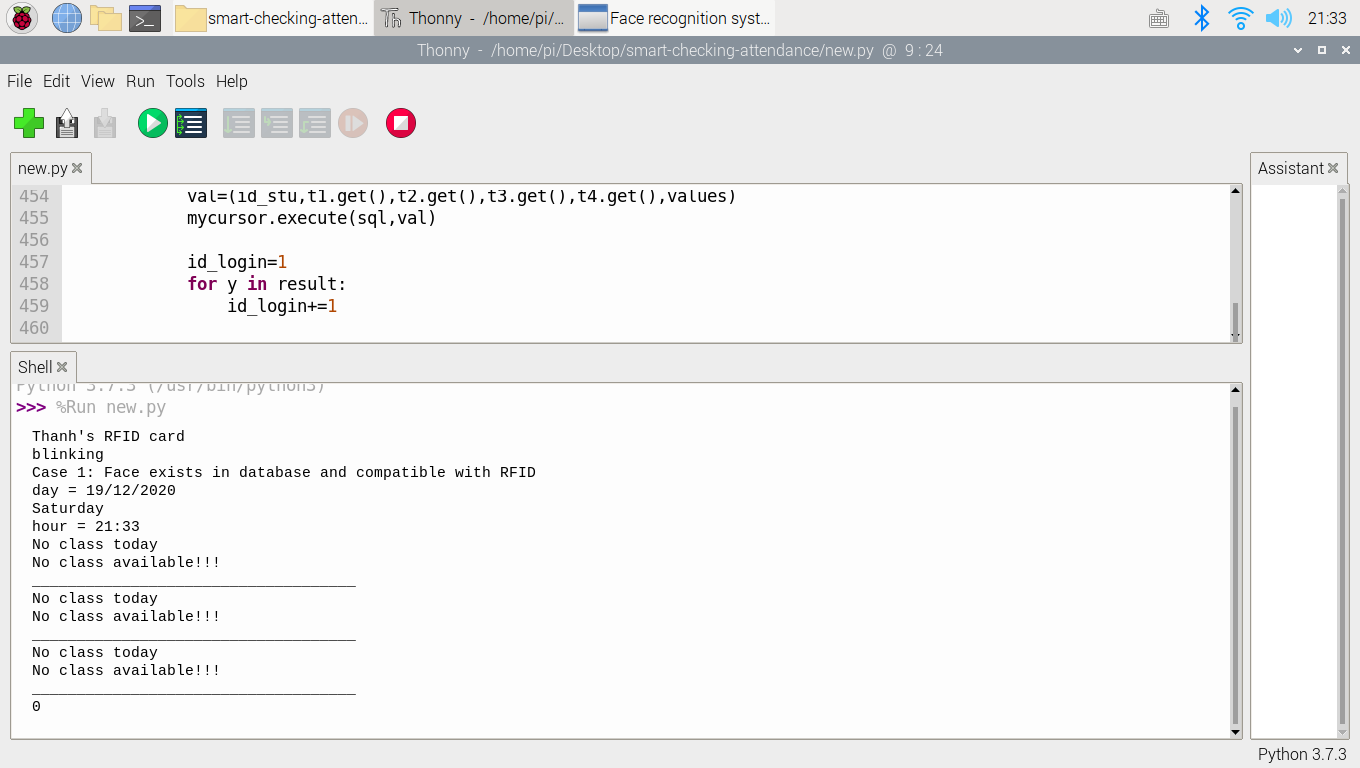 smart-checking-atten...
Thonny - /home/pi/...
Face recognition syst...
21:33
Thonny - /home/pi/Desktop/smart-checking-attendance/new.py @ 9 : 24
File Edit View Run Tools Help
new.py
Assistant
454 val=(id_stu,t1.get(),t2.get(),t3.get(),t4.get(),values)
455 mycursor.execute(sql,val)
456
457 id_login=1
458 for y in result:
459 id_login+=1
460
Shell
Python 3.7.3 (/usr/bin/python3)
>>> %Run new.py
Thanh's RFID card
blinking
Case 1: Face exists in database and compatible with RFID
day = 19/12/2020
Saturday
hour = 21:33
No class today
No class available!!!
____________________________________
No class today
No class available!!!
____________________________________
No class today
No class available!!!
____________________________________
0
Python 3.7.3